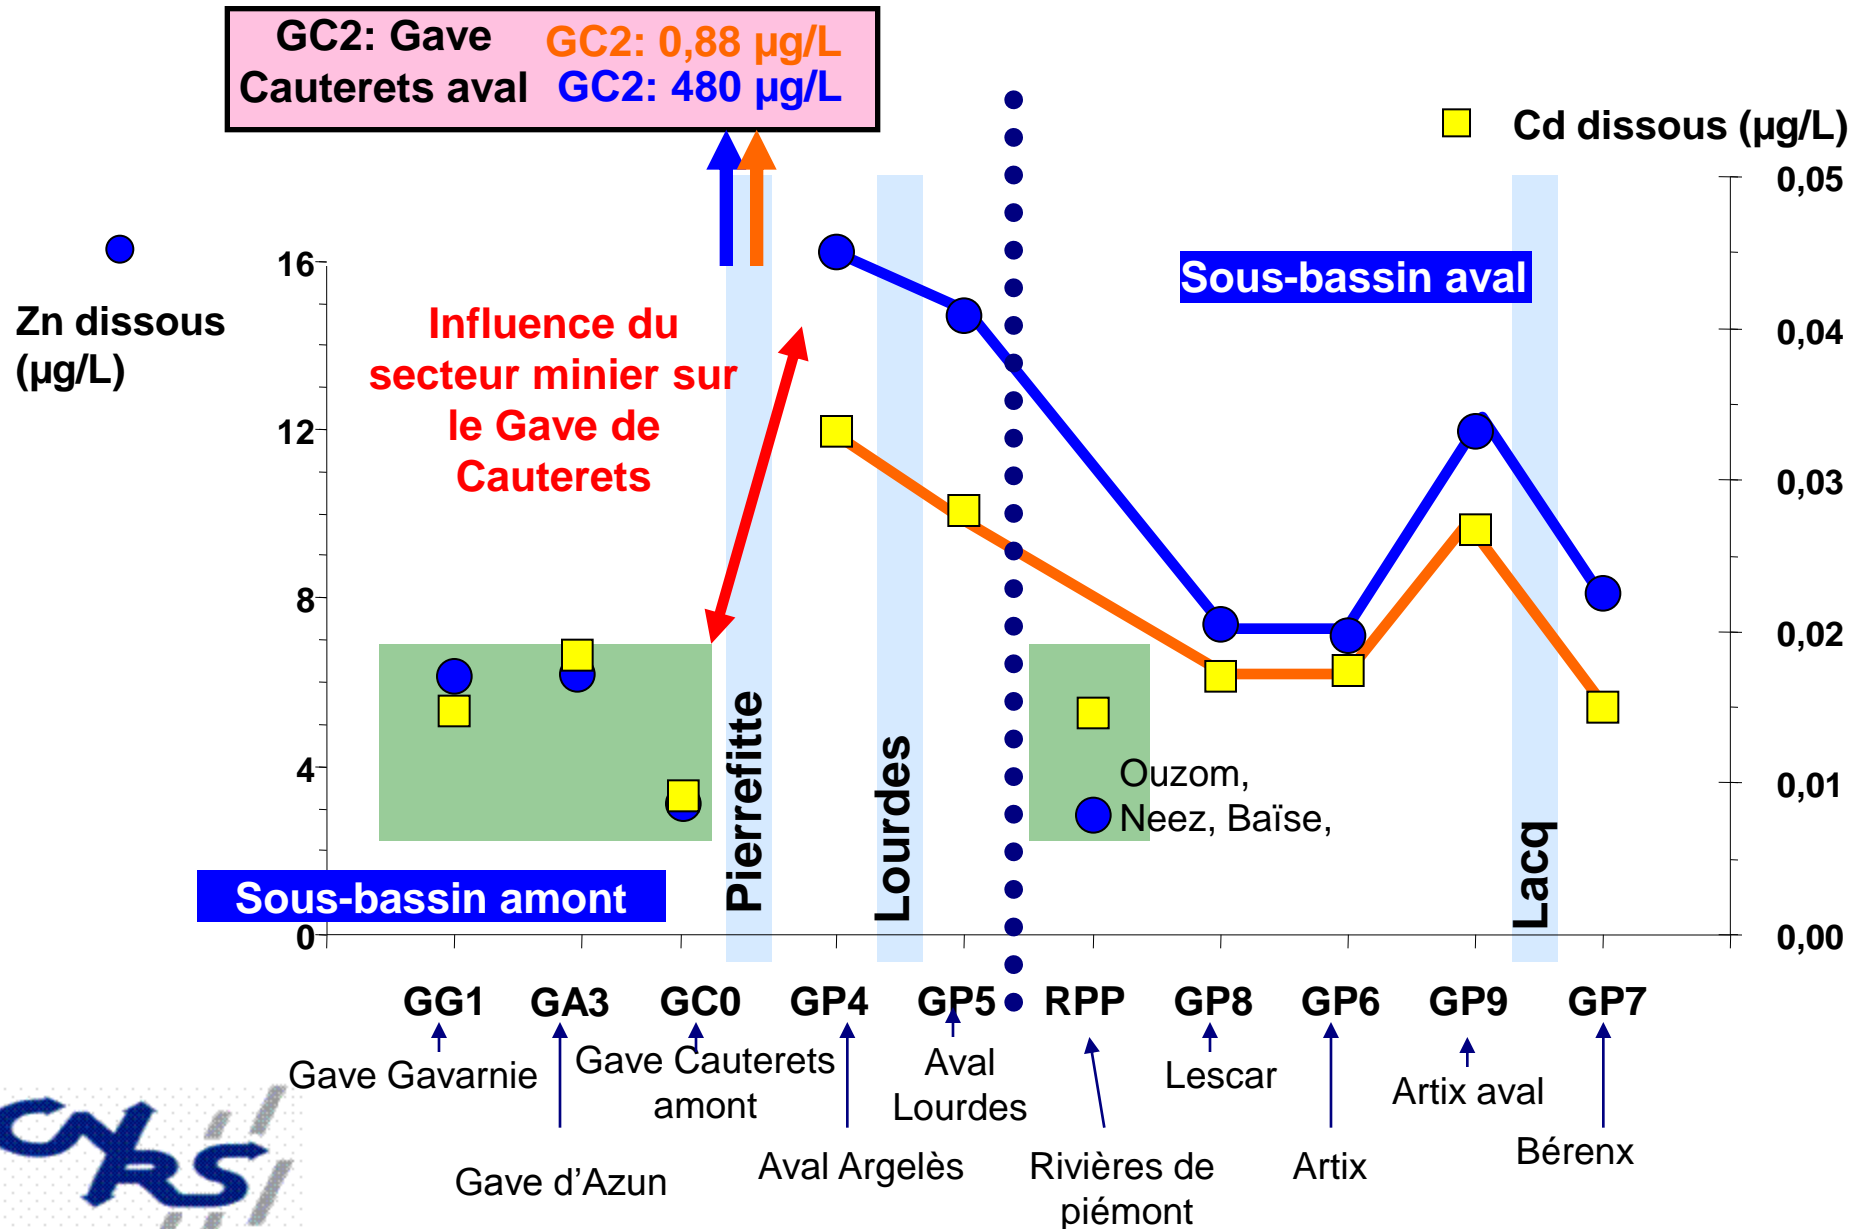 GC2: Gave GC2: 0,88 µg/L
Cauterets aval GC2: 480 µg/L
Cd dissous (µg/L)
0,05
16
Sous-bassin aval
Zn dissous
(µg/L)
Influence du
secteur minier sur
le Gave de
Cauterets
0,04
12
0,03
8
0,02
4
0,01
Ouzom,
Neez, Baïse,
Pierrefitte
Lourdes
Lacq
Sous-bassin amont
0
0,00
GG1 GA3 GC0 GP4 GP5 RPP GP8 GP6 GP9 GP7
Gave Gavarnie
Gave Cauterets
amont
Aval
Lourdes
Lescar
Artix aval
Gave d’Azun
Aval Argelès
Rivières de
piémont
Artix
Bérenx
CNRS